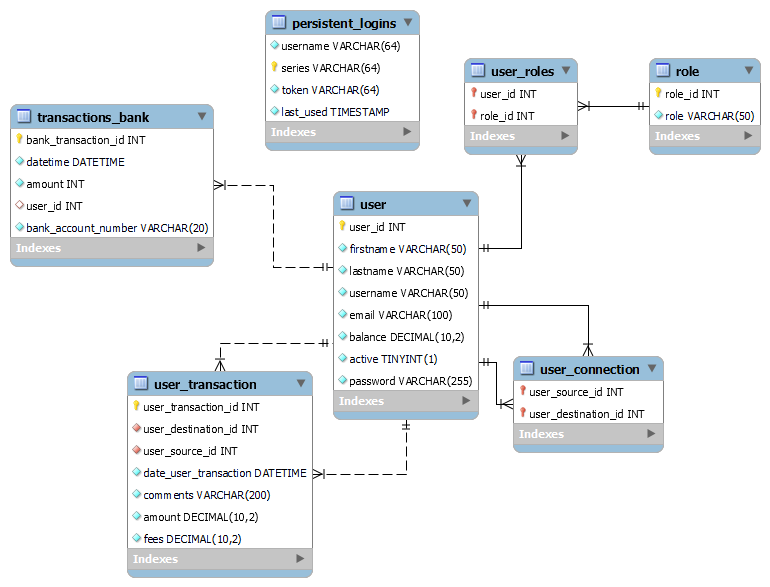 persistent_logins
username VARCHAR(64)
series VARCHAR(64)
token VARCHAR(64)
last_used TIMESTAMP
Indexes
user_roles
user_id INT
role_id INT
Indexes
role
role_id INT
role VARCHAR(50)
Indexes
transactions_bank
bank_transaction_id INT
datetime DATETIME
amount INT
user_id INT
bank_account_number VARCHAR(20)
Indexes
user
user_id INT
firstname VARCHAR(50)
lastname VARCHAR(50)
username VARCHAR(50)
email VARCHAR(100)
balance DECIMAL(10,2)
active TINYINT(1)
password VARCHAR(255)
Indexes
user_connection
user_source_id INT
user_destination_id INT
Indexes
user_transaction
user_transaction_id INT
user_destination_id INT
user_source_id INT
date_user_transaction DATETIME
comments VARCHAR(200)
amount DECIMAL(10,2)
fees DECIMAL(10,2)
Indexes